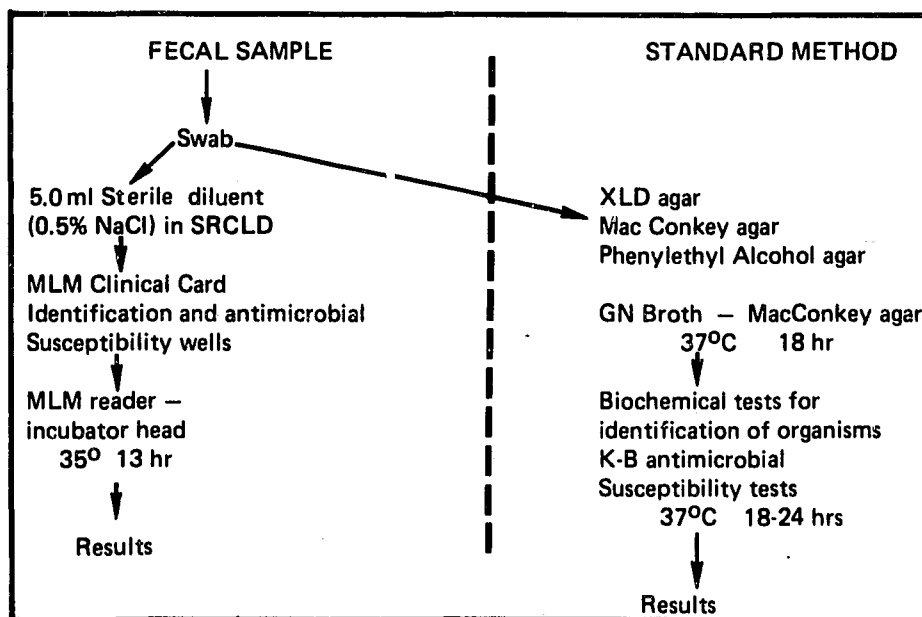 FECAL SAMPLE
Swab
5.0 ml Sterile diluent
(0.5% NaCl) in SRCLD
MLM Clinical Card
Identification and antimicrobial
Susceptibility wells
MLM reader —
incubator head
35⁰ 13 hr
Results
STANDARD METHOD
XLD agar
Mac Conkey agar
Phenylethyl Alcohol agar
GN Broth — MacConkey agar
37⁰C 18 hr
Biochemical tests for
identification of organisms
K-B antimicrobial
Susceptibility tests
37⁰C 18-24 hrs
Results